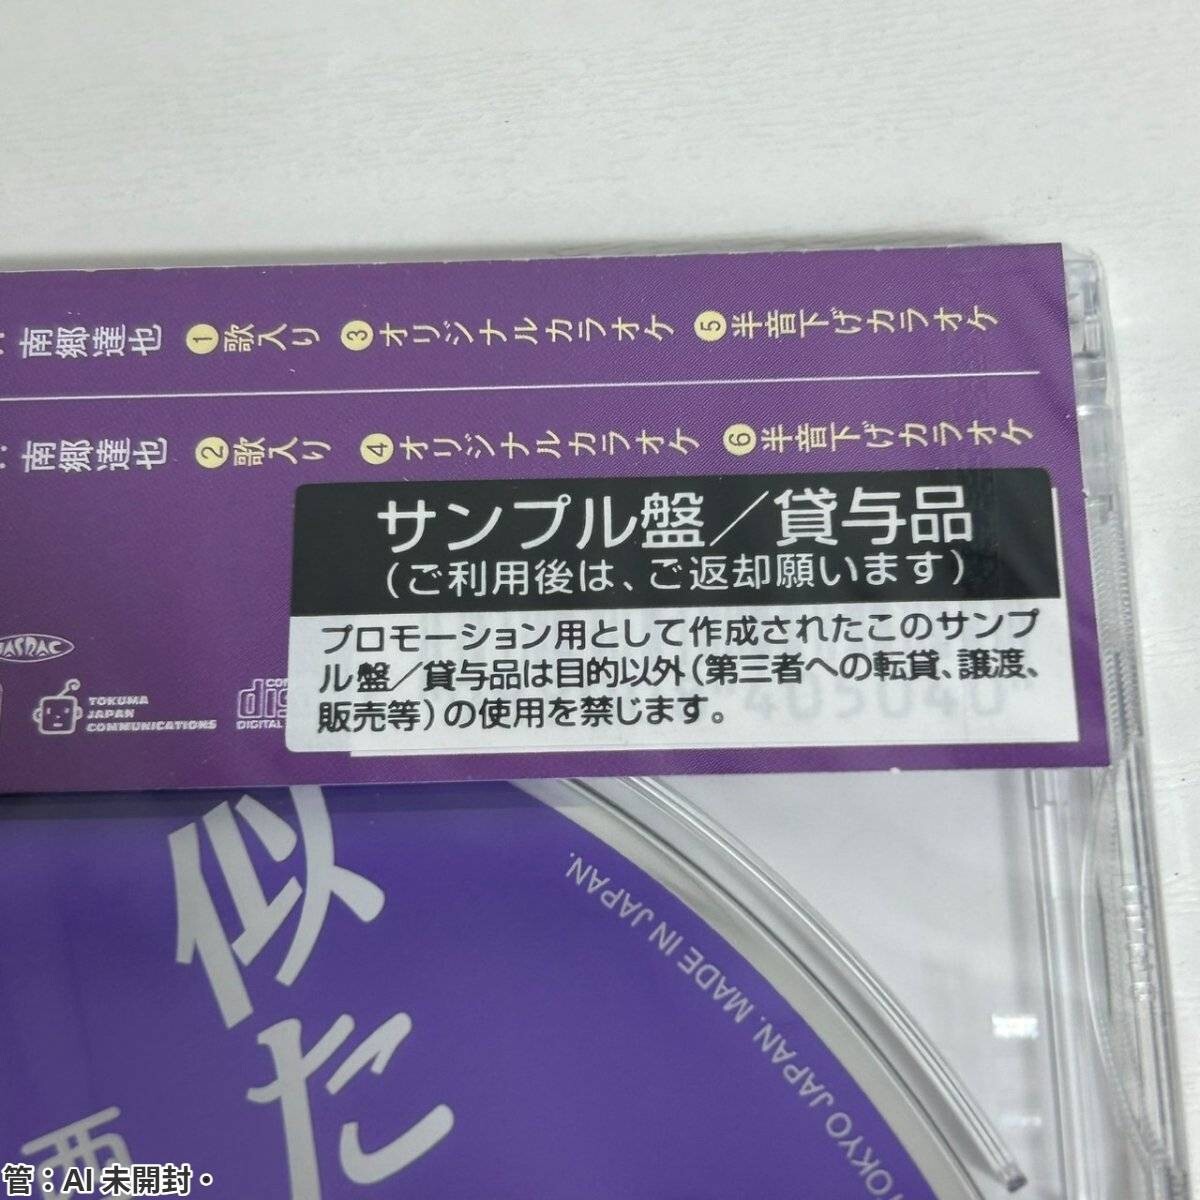 南郷達也 ①歌入り ③オリジナルカラオケ ⑤半音下げカラオケ
南郷達也 ②歌入り ④オリジナルカラオケ ⑥半音下げカラオケ
サンプル盤/貸与品
(ご利用後は、ご返却願います)
プロモーション用として作成されたこのサンプ
ル盤/貸与品は目的以外(第三者への転貸、譲渡、
販売等)の使用を禁じます。
JASRAC
TOKUMA
JAPAN
COMMUNICATIONS
DIGITAL
似た
TOKYO JAPAN. MADE IN JAPAN.
管:AI 未開封・